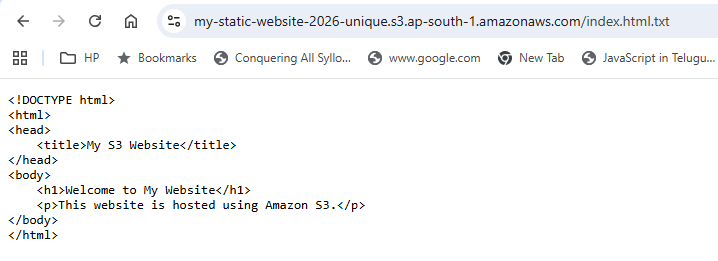 my-static-website-2026-unique.s3.ap-south-1.amazonaws.com/index.html.txt
HP Bookmarks Conquering All Syllo... www.google.com New Tab JavaScript in Telugu...
<!DOCTYPE html>
<html>
<head>
    <title>My S3 Website</title>
</head>
<body>
    <h1>Welcome to My Website</h1>
    <p>This website is hosted using Amazon S3.</p>
</body>
</html>